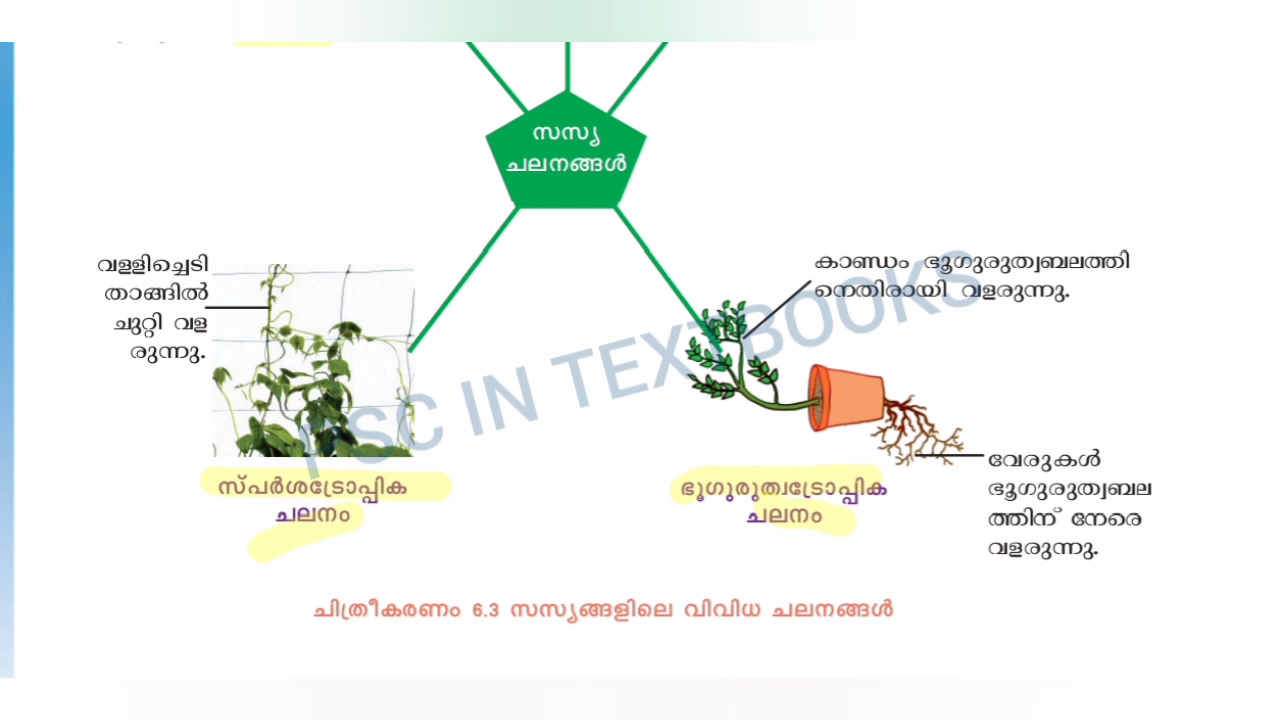 സസ്യ
ചലനങ്ങൾ
വള്ളിച്ചെടി
താങ്ങിൽ
ചുറ്റി വള
രുന്നു.
കാണ്ഡം ഭൂഗുരുത്വബലത്തി
നെതിരായി വളരുന്നു.
PSC IN TEXTBOOKS
സ്പർശട്രോപ്പിക
ചലനം
ഭൂഗുരുത്വട്രോപ്പിക
ചലനം
വേരുകൾ
ഭൂഗുരുത്വബല
ത്തിന് നേരെ
വളരുന്നു.
ചിത്രീകരണം 6.3 സസ്യങ്ങളിലെ വിവിധ ചലനങ്ങൾ